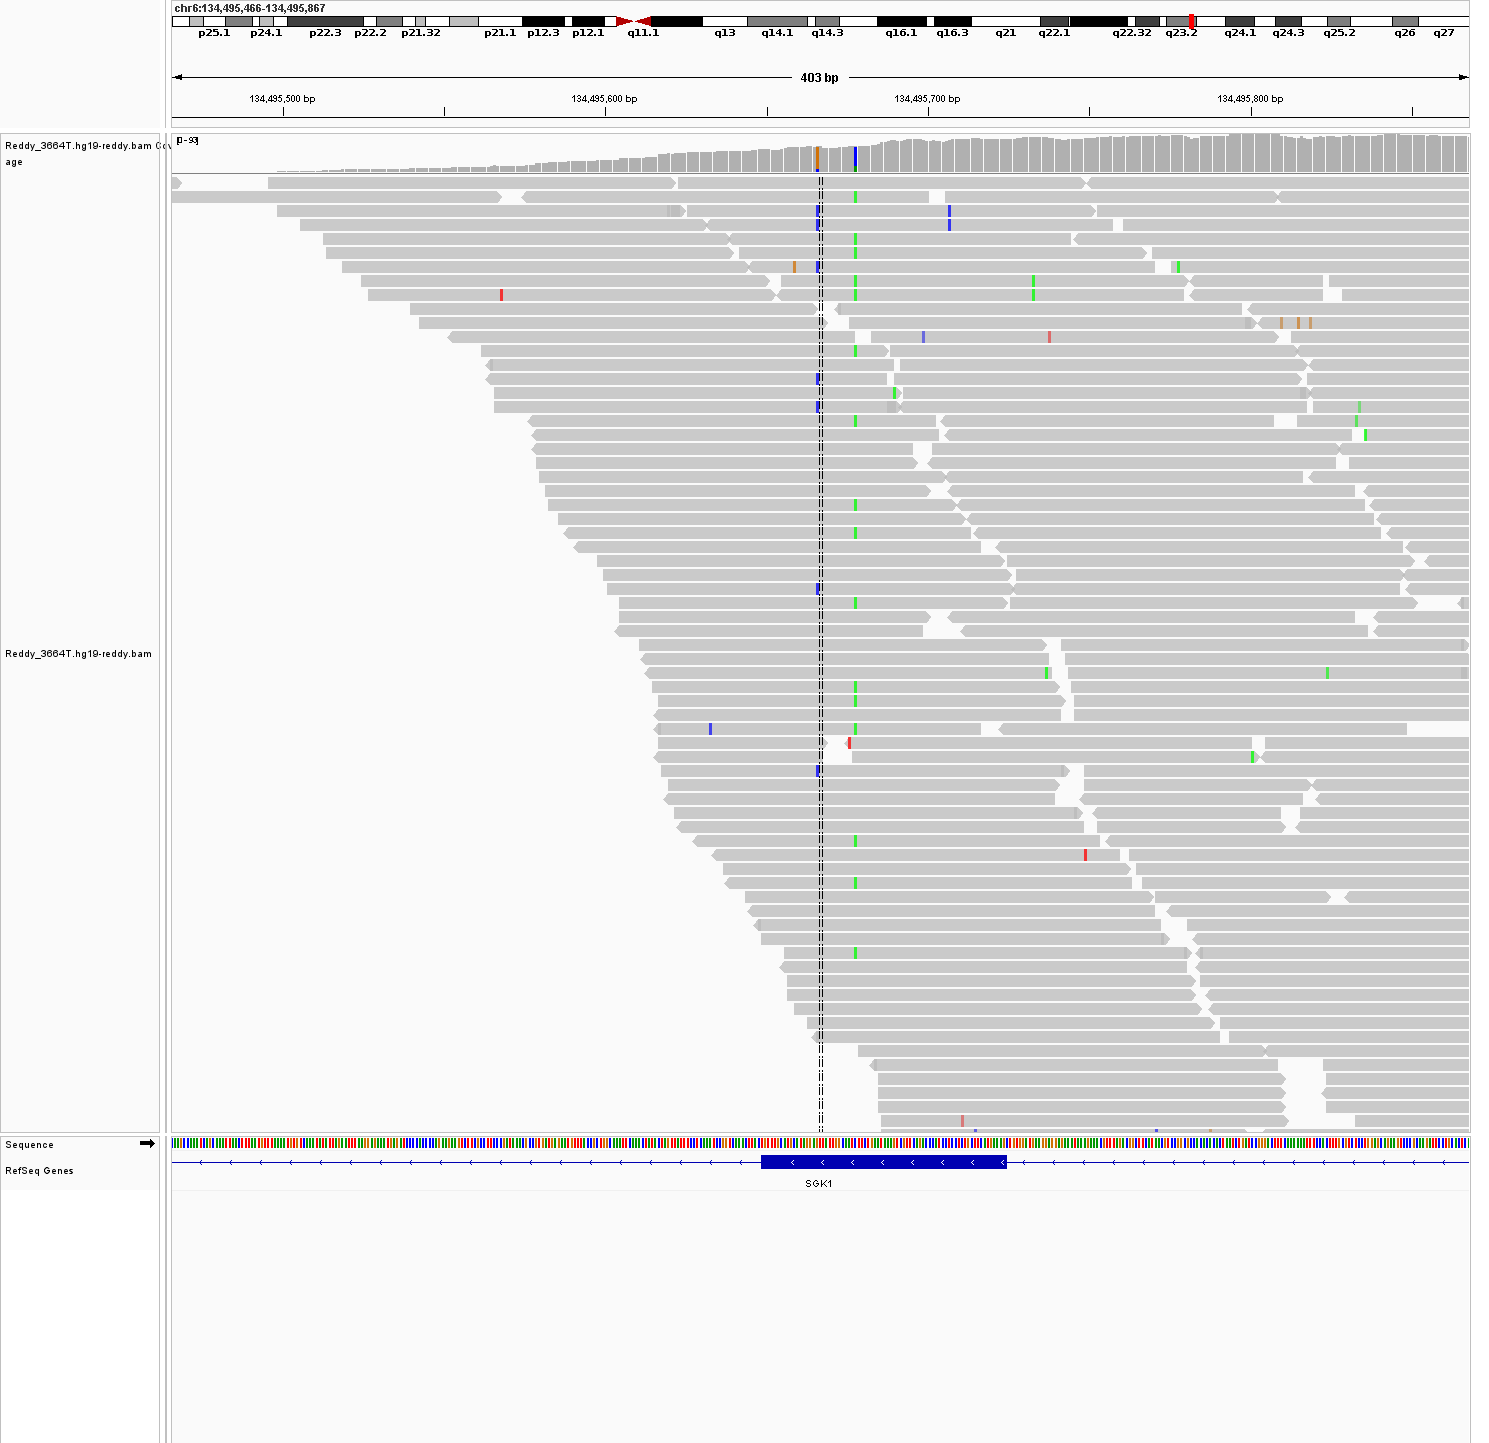 chr6:134,495,466-134,495,867
p25.1 p24.1 p22.3 p22.2 p21.32 p21.1 p12.3 p12.1 q11.1 q13 q14.1 q14.3 q16.1 q16.3 q21 q22.1 q22.32 q23.2 q24.1 q24.3 q25.2 q26 q27
403 bp
134,495,500 bp 134,495,600 bp 134,495,700 bp 134,495,800 bp
[0-93]
Reddy_3664T.hg19-reddy.bam Cov
age
Reddy_3664T.hg19-reddy.bam
Sequence
RefSeq Genes
SGK1